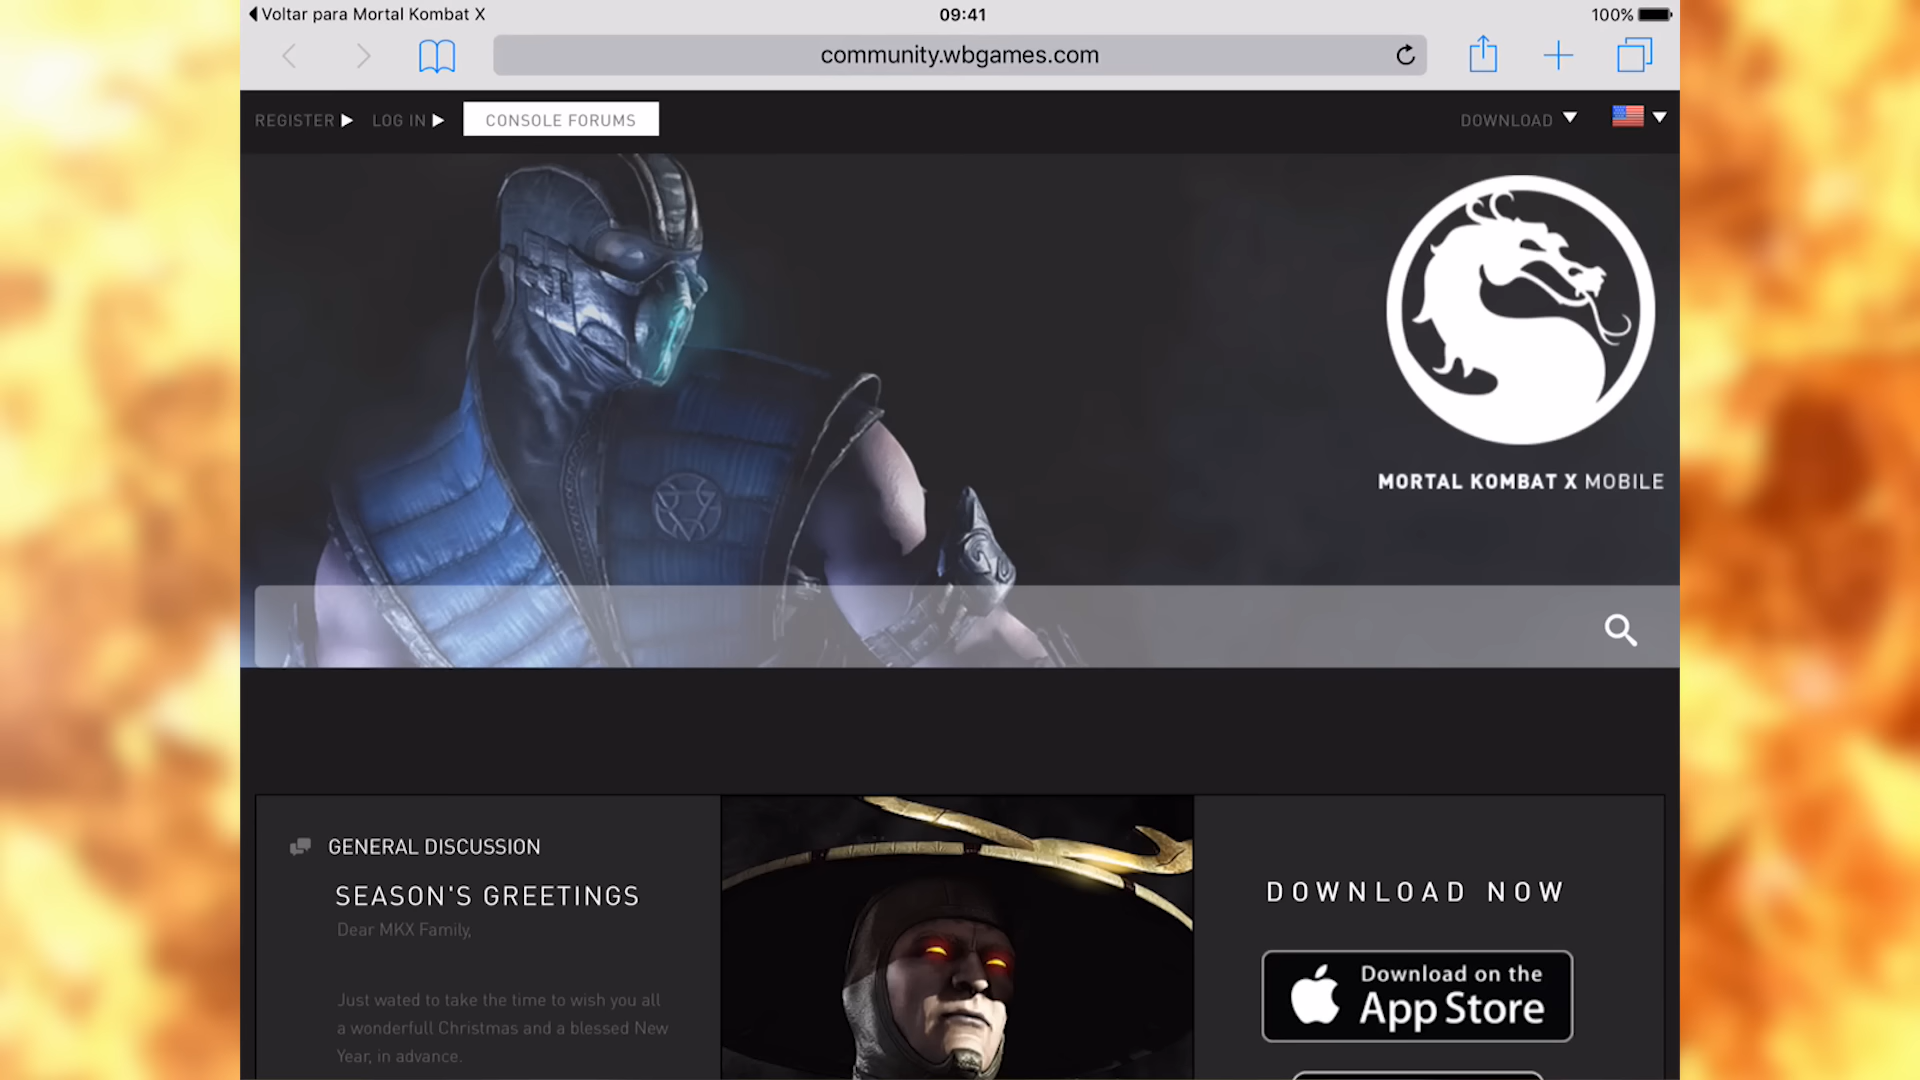 Voltar para Mortal Kombat X
09:41
100%
community.wbgames.com
REGISTER
LOG IN
CONSOLE FORUMS
DOWNLOAD
MORTAL KOMBAT X MOBILE
GENERAL DISCUSSION
SEASON'S GREETINGS
Dear MKX Family,
Just wated to take the time to wish you all
a wonderfull Christmas and a blessed New
Year, in advance.
DOWNLOAD NOW
Download on the
App Store